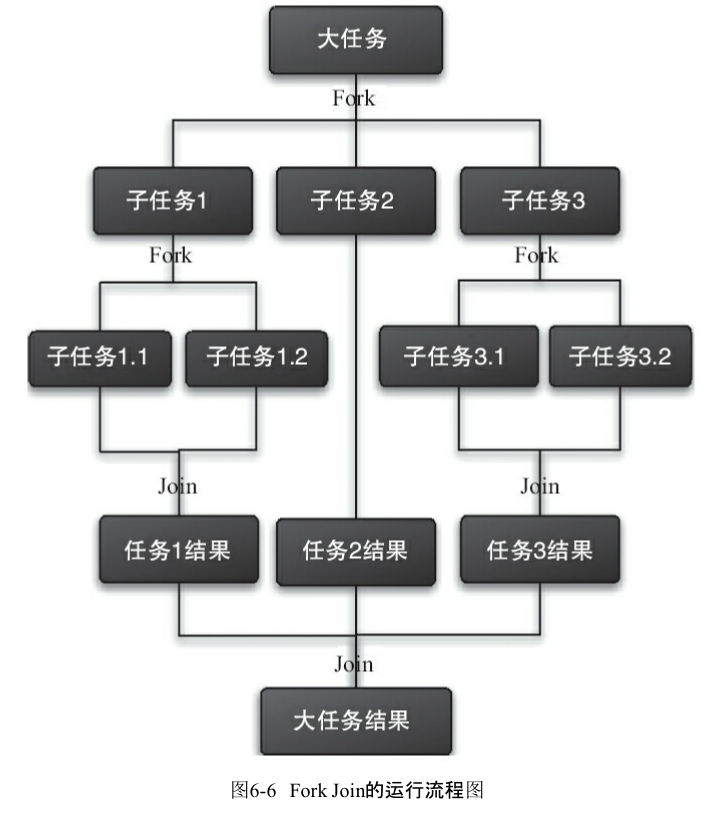 大任务
Fork
子任务1
子任务2
子任务3
Fork
Fork
子任务1.1
子任务1.2
子任务3.1
子任务3.2
Join
Join
任务1结果
任务2结果
任务3结果
Join
大任务结果
图6-6 Fork Join的运行流程图